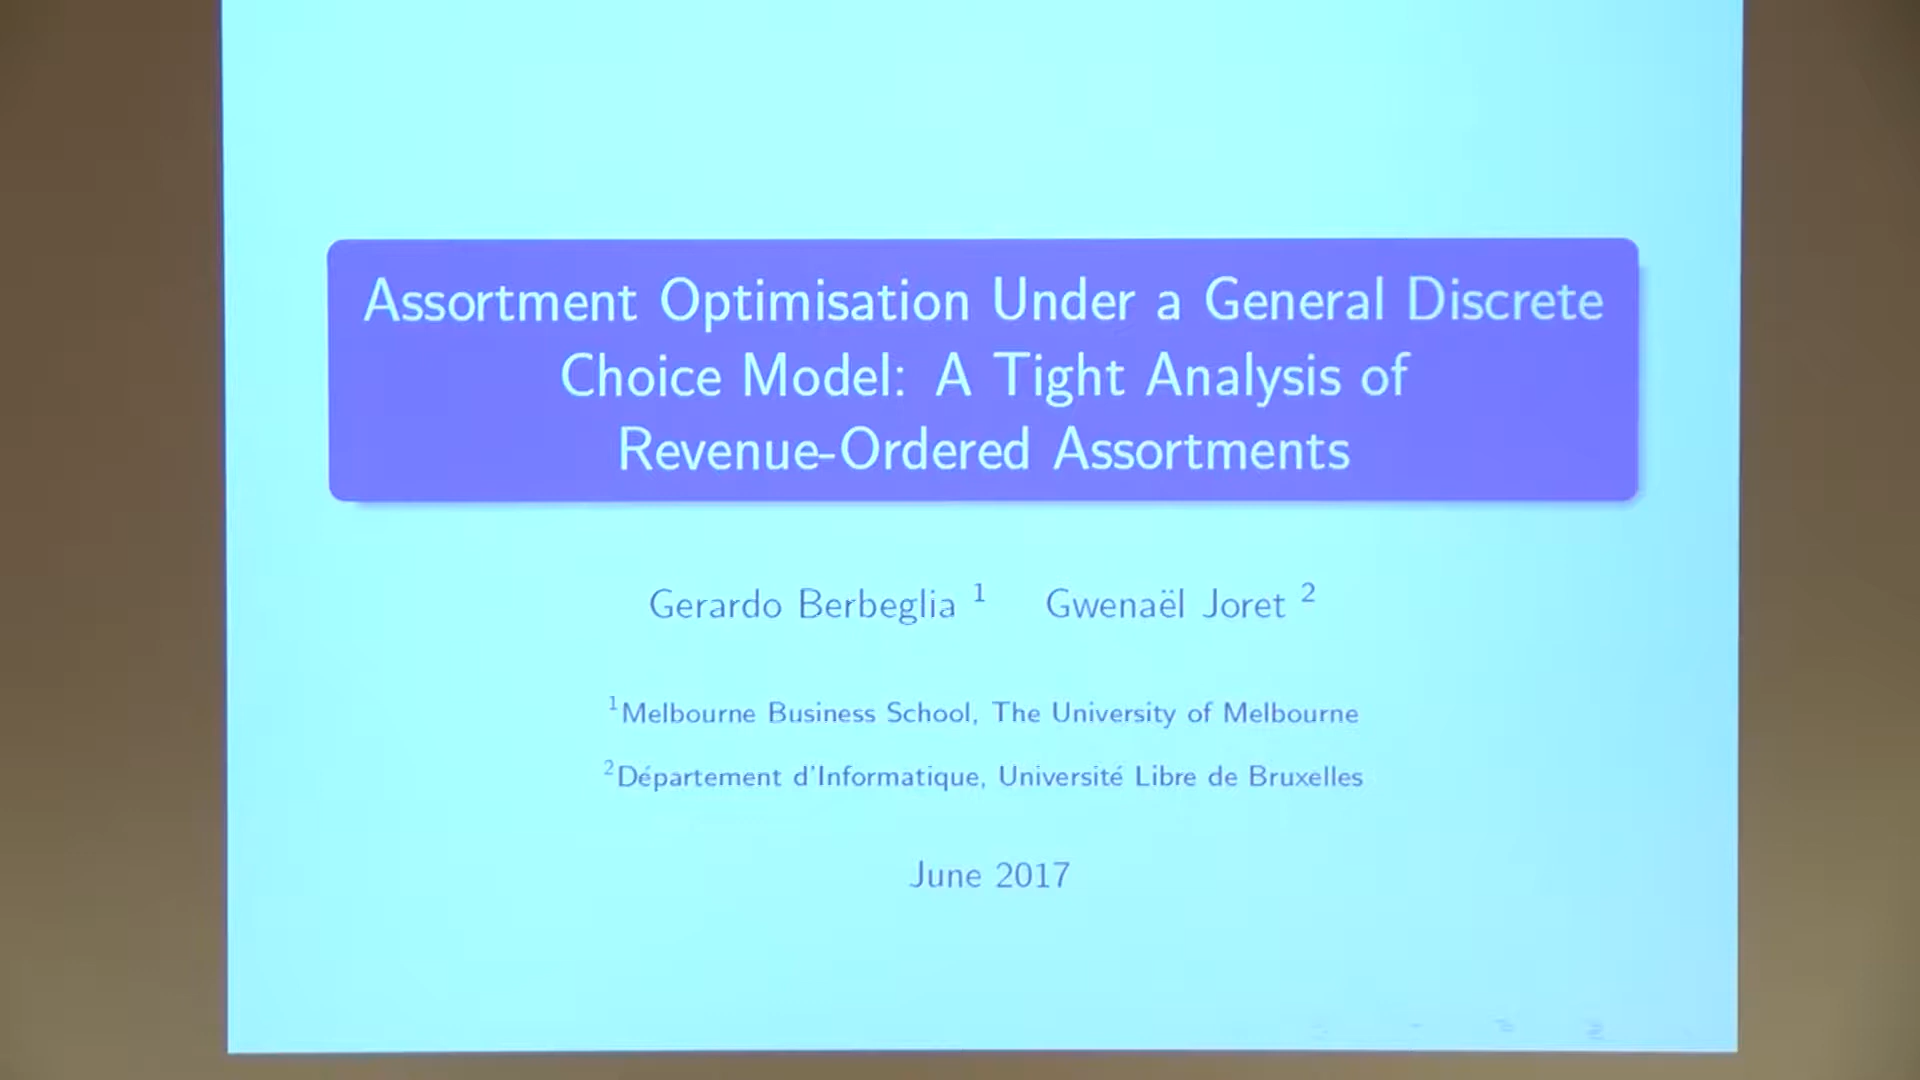 Assortment Optimisation Under a General Discrete
Choice Model: A Tight Analysis of
Revenue-Ordered Assortments
Gerardo Berbeglia ¹ Gwenaël Joret ²
¹Melbourne Business School, The University of Melbourne
²Département d'Informatique, Université Libre de Bruxelles
June 2017